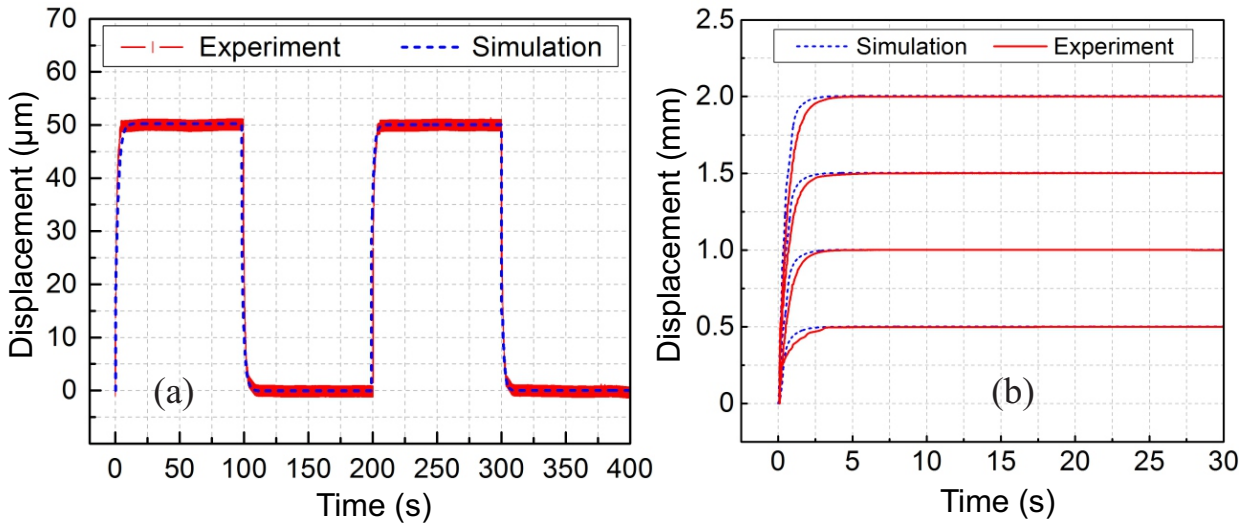 70
60
50
40
30
20
10
0
Displacement (μm)
Experiment
Simulation
(a)
0 50 100 150 200 250 300 350 400
Time (s)
2.5
2.0
1.5
1.0
0.5
0
Displacement (mm)
Simulation
Experiment
(b)
0 5 10 15 20 25 30
Time (s)